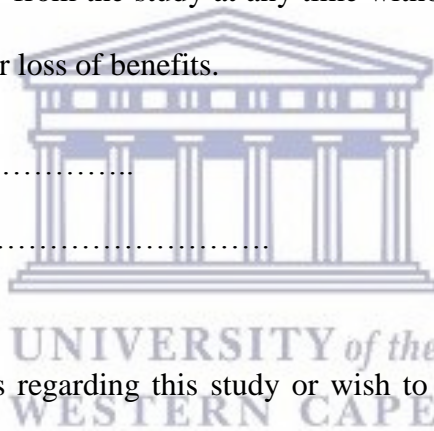 from the study at any time witho
r loss of benefits.
…………..
……………………….
UNIVERSITY of the
s regarding this study or wish to
WESTERN CAPE